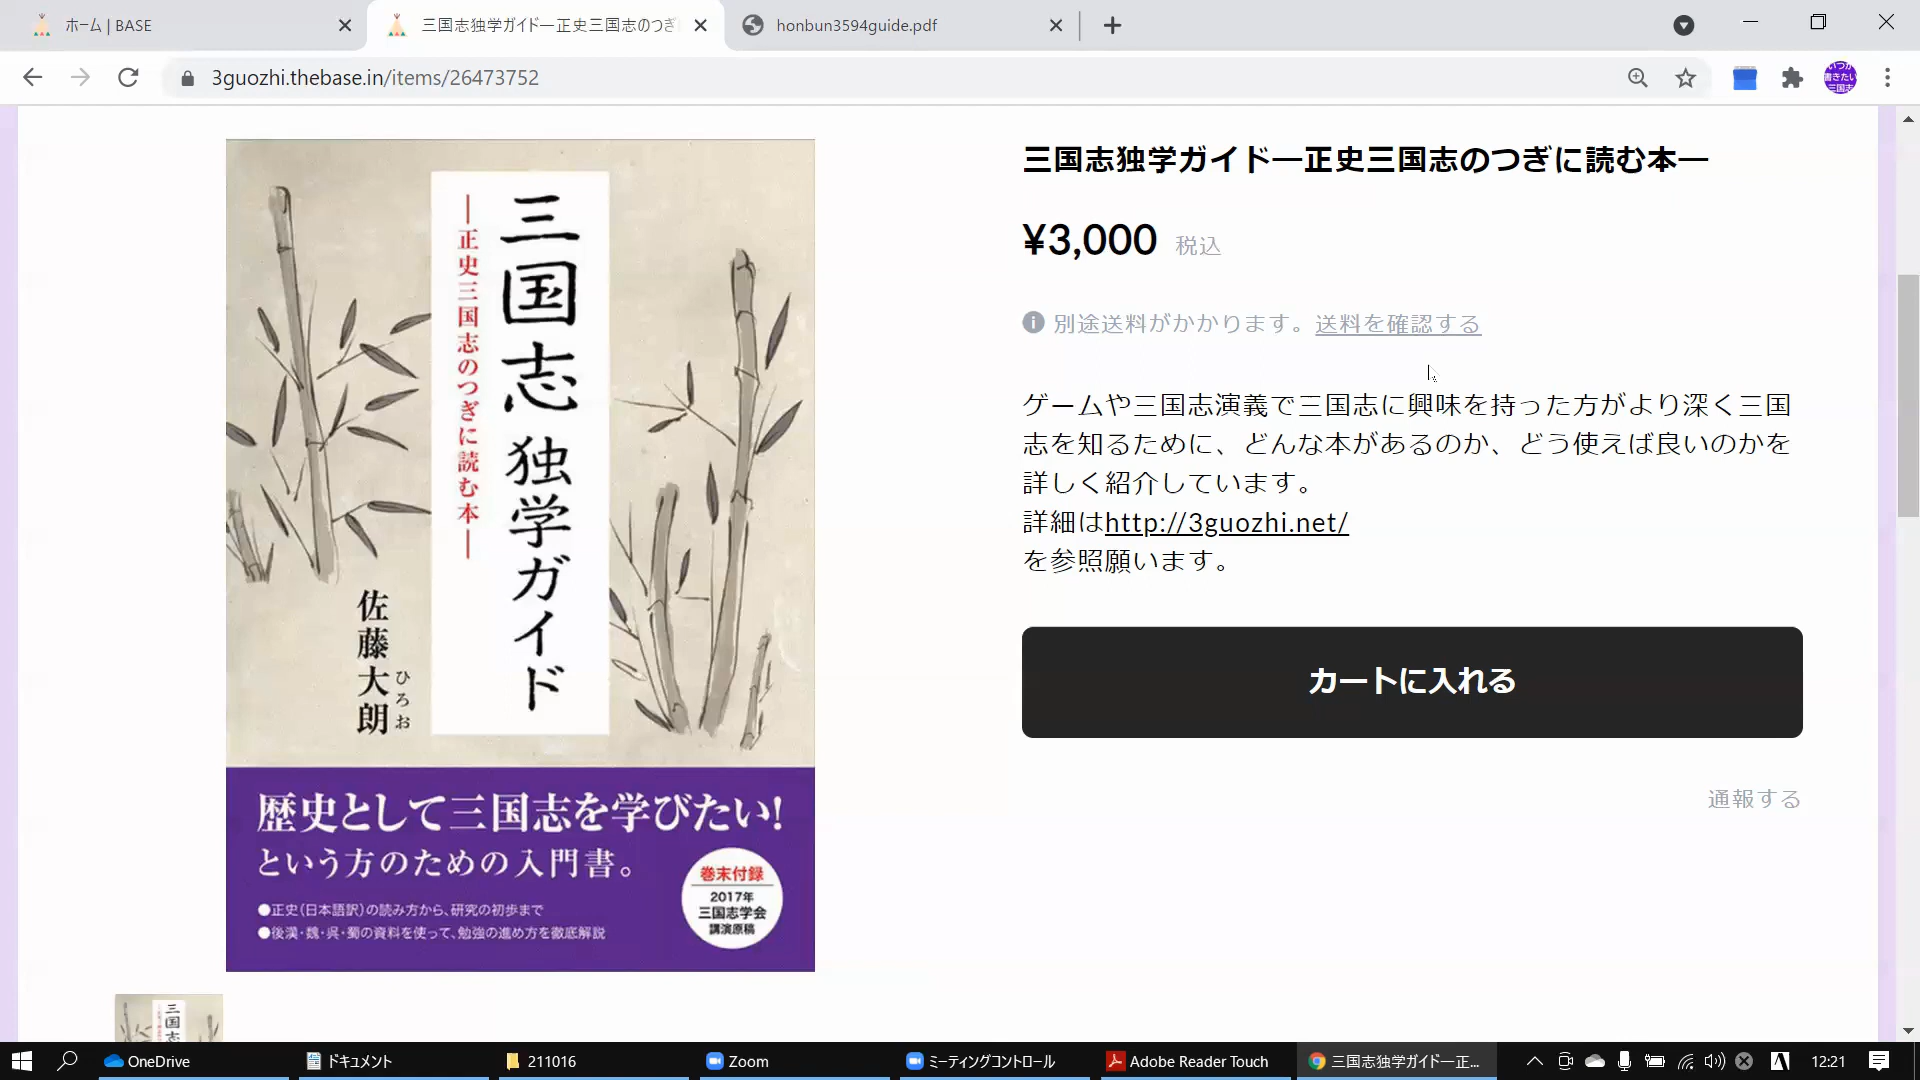 ホーム | BASE
三国志独学ガイド―正史三国志のつぎ
honbun3594guide.pdf
3guozhi.thebase.in/items/26473752
いつか
書きたい
三国志
三国志独学ガイド
―正史三国志のつぎに読む本―
佐藤大朗
ひろお
歴史として三国志を学びたい!
という方のための入門書。
●正史(日本語訳)の読み方から、研究の初歩まで
●後漢・魏・呉・蜀の資料を使って、勉強の進め方を徹底解説
巻末付録
2017年
三国志学会
講演原稿
三国志独学ガイド―正史三国志のつぎに読む本―
¥3,000 税込
別途送料がかかります。送料を確認する
ゲームや三国志演義で三国志に興味を持った方がより深く三国
志を知るために、どんな本があるのか、どう使えば良いのかを
詳しく紹介しています。
詳細はhttp://3guozhi.net/
を参照願います。
カートに入れる
通報する
三国志
OneDrive
ドキュメント
211016
Zoom
ミーティングコントロール
Adobe Reader Touch
三国志独学ガイド―正...
A
12:21